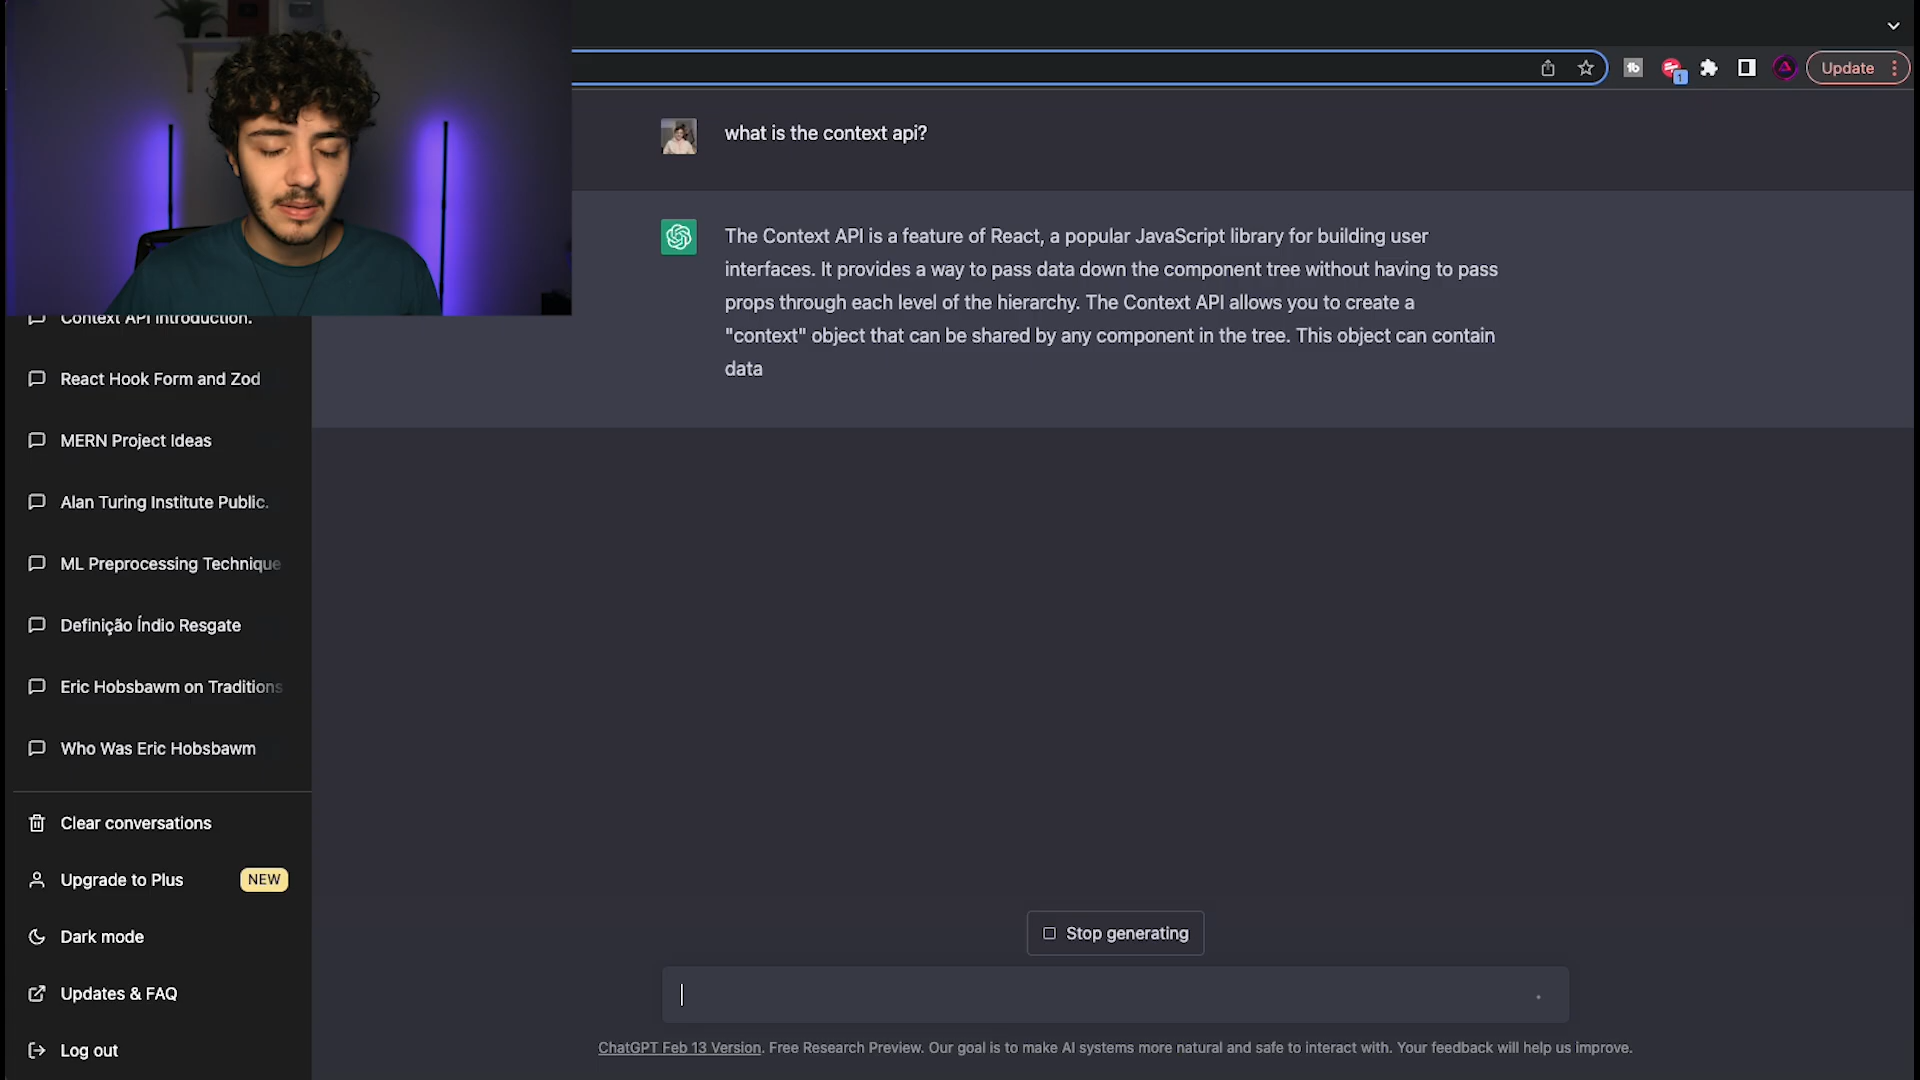 Update
1
what is the context api?
The Context API is a feature of React, a popular JavaScript library for building user
interfaces. It provides a way to pass data down the component tree without having to pass
props through each level of the hierarchy. The Context API allows you to create a
"context" object that can be shared by any component in the tree. This object can contain
data
Context API Introduction.
React Hook Form and Zod
MERN Project Ideas
Alan Turing Institute Public.
ML Preprocessing Technique
Definição Índio Resgate
Eric Hobsbawm on Traditions
Who Was Eric Hobsbawm
Clear conversations
Upgrade to Plus
NEW
Dark mode
Updates & FAQ
Log out
Stop generating
ChatGPT Feb 13 Version. Free Research Preview. Our goal is to make AI systems more natural and safe to interact with. Your feedback will help us improve.